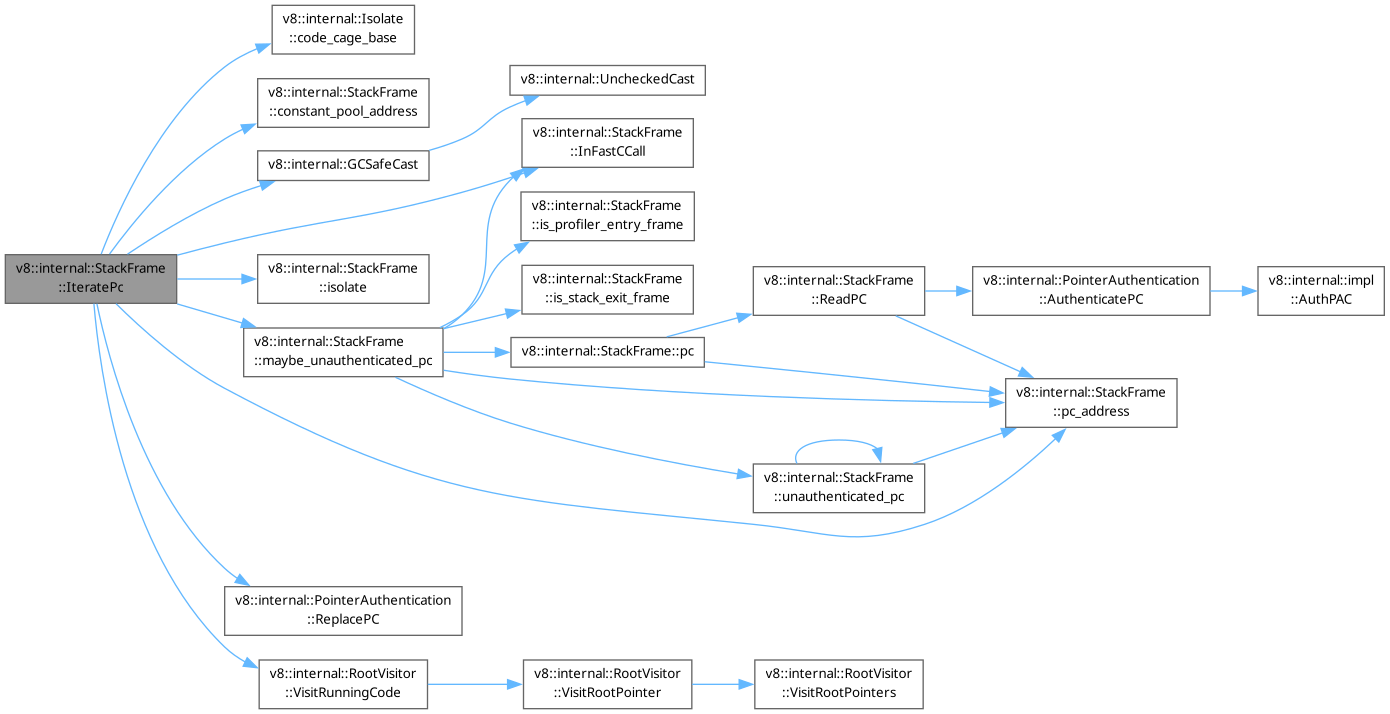 v8::internal::Isolate
::code_cage_base
v8::internal::StackFrame
::constant_pool_address
v8::internal::UncheckedCast
v8::internal::GCSafeCast
v8::internal::StackFrame
::InFastCCall
v8::internal::StackFrame
::is_profiler_entry_frame
v8::internal::StackFrame
::IteratePc
v8::internal::StackFrame
::isolate
v8::internal::StackFrame
::is_stack_exit_frame
v8::internal::StackFrame
::ReadPC
v8::internal::PointerAuthentication
::AuthenticatePC
v8::internal::impl
::AuthPAC
v8::internal::StackFrame
::maybe_unauthenticated_pc
v8::internal::StackFrame::pc
v8::internal::StackFrame
::pc_address
v8::internal::StackFrame
::unauthenticated_pc
v8::internal::PointerAuthentication
::ReplacePC
v8::internal::RootVisitor
::VisitRunningCode
v8::internal::RootVisitor
::VisitRootPointer
v8::internal::RootVisitor
::VisitRootPointers